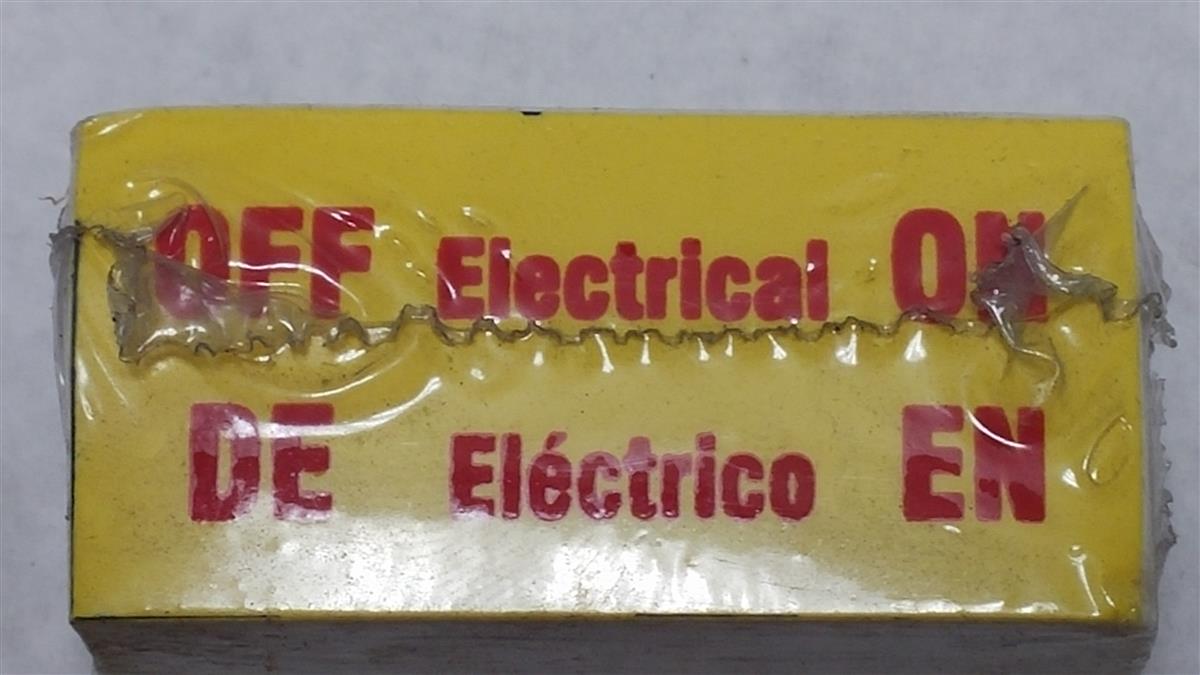 OFF Electrical ON
DE Eléctrico EN